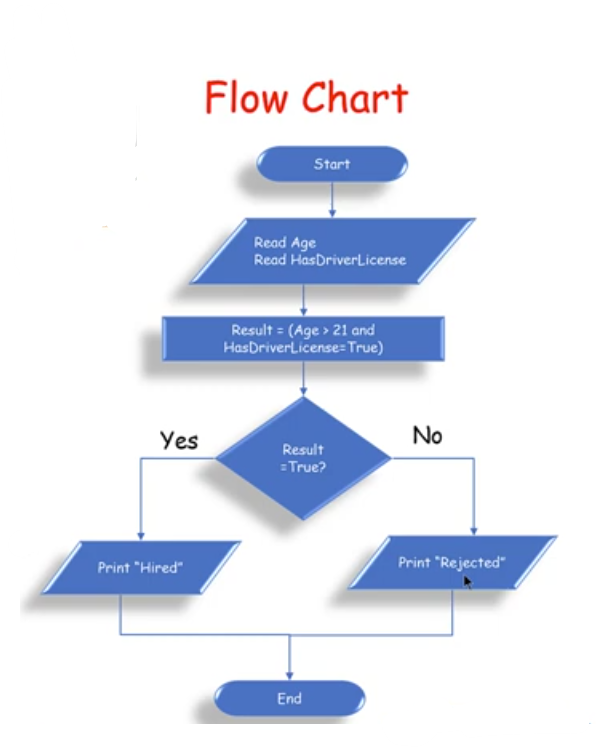 Flow Chart
Start
Read Age
Read HasDriverLicense
Result = (Age > 21 and
HasDriverLicense=True)
Yes
No
Result
=True?
Print “Hired”
Print “Rejected”
End